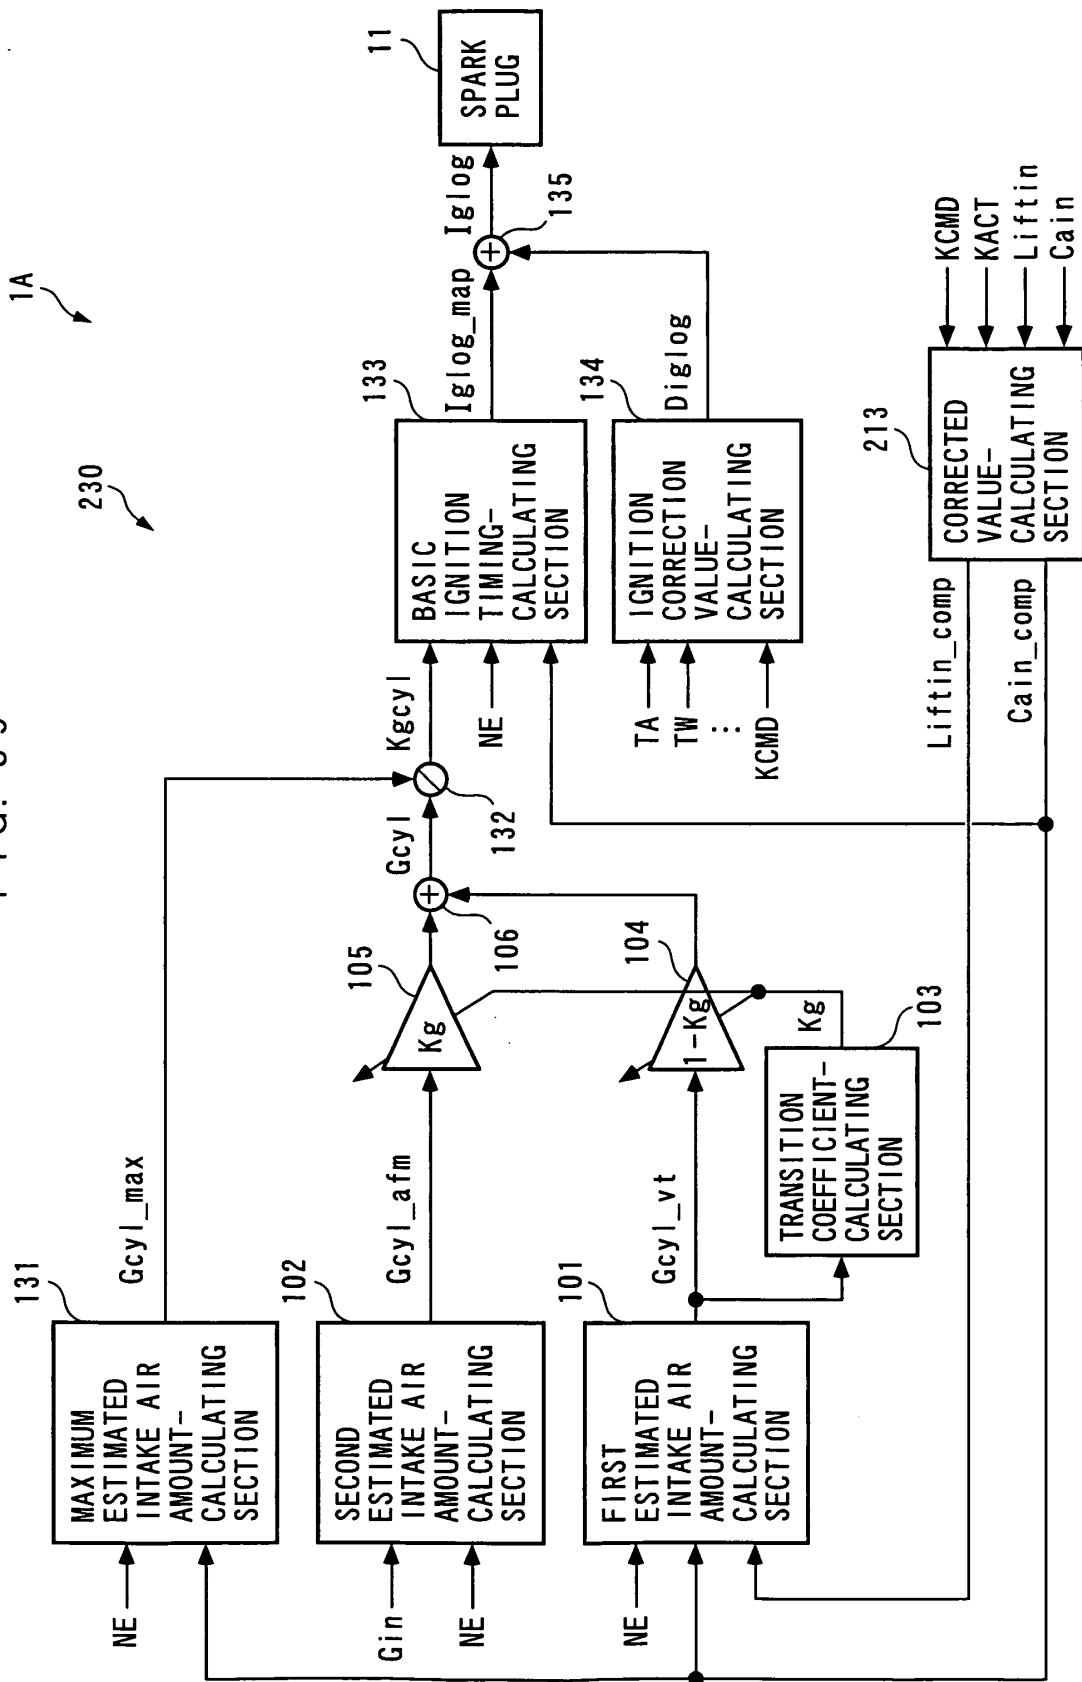 1A
230
131
MAXIMUM
ESTIMATED
INTAKE AIR
AMOUNT-
CALCULATING
SECTION
NE
Gcyl_max
102
SECOND
ESTIMATED
INTAKE AIR
AMOUNT-
CALCULATING
SECTION
Gin
NE
Gcyl_afm
101
FIRST
ESTIMATED
INTAKE AIR
AMOUNT-
CALCULATING
SECTION
NE
Gcyl_vt
103
TRANSITION
COEFFICIENT-
CALCULATING
SECTION
Kg
105
Kg
104
1-Kg
106
Gcyl
132
Kgcyl
133
BASIC
IGNITION
TIMING-
CALCULATING
SECTION
NE
Iglog_map
134
IGNITION
CORRECTION
VALUE-
CALCULATING
SECTION
TA
TW
⋮
KCMD
Diglog
135
Iglog
11
SPARK
PLUG
213
CORRECTED
VALUE-
CALCULATING
SECTION
KCMD
KACT
Liftin
Cain
Liftin_comp
Cain_comp